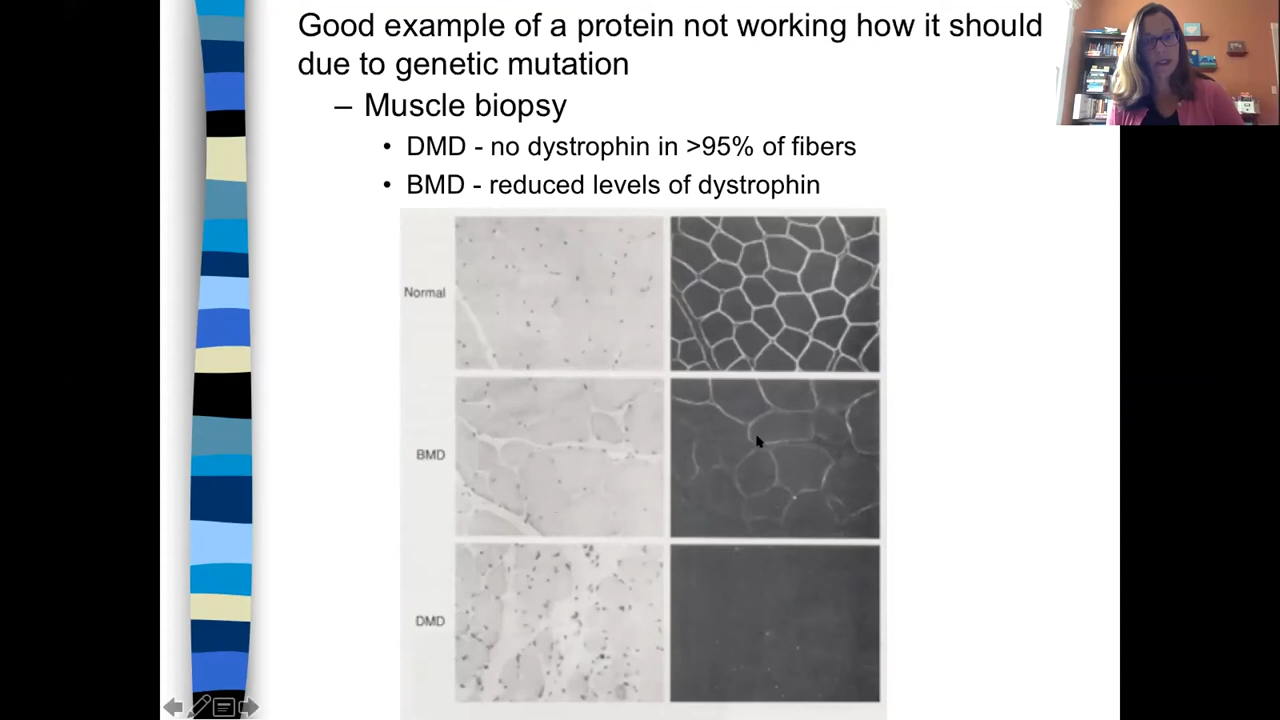 Good example of a protein not working how it should
due to genetic mutation
– Muscle biopsy
• DMD - no dystrophin in >95% of fibers
• BMD - reduced levels of dystrophin
Normal
BMD
DMD